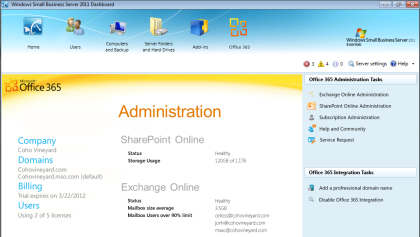 Windows Small Business Server 2011 Dashboard
Home
Users
Computers and Backup
Server Folders and Hard Drives
Add-ins
Office 365
Windows Small Business Server 2011
Essentials
3 4 0 Server settings Help
Microsoft
Office 365
Administration
Company
Coho Vineyard
Domains
Cohovineyard.com
Cohovineyard.mso.com (default)
Billing
Trial expires on 3/22/2012
Users
Using 2 of 5 licenses
SharePoint Online
Status Healthy
Storage Usage 120GB of 11TB
Exchange Online
Status Healthy
Mailbox size average 3.5GB
Mailbox Users over 90% limit
@cohovineyard.com
@cohovineyard.com
@cohovineyard.com
Office 365 Administration Tasks
Exchange Online Administration
SharePoint Online Administration
Subscription Administration
Help and Community
Service Request
Office 365 Integration Tasks
Add a professional domain name
Disable Office 365 Integration